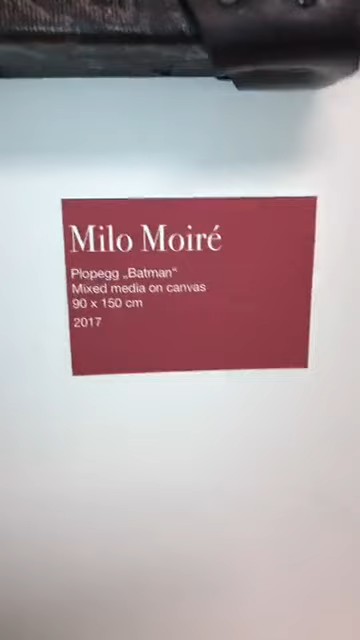 Milo Moiré
Plopegg „Batman“
Mixed media on canvas
90 x 150 cm
2017